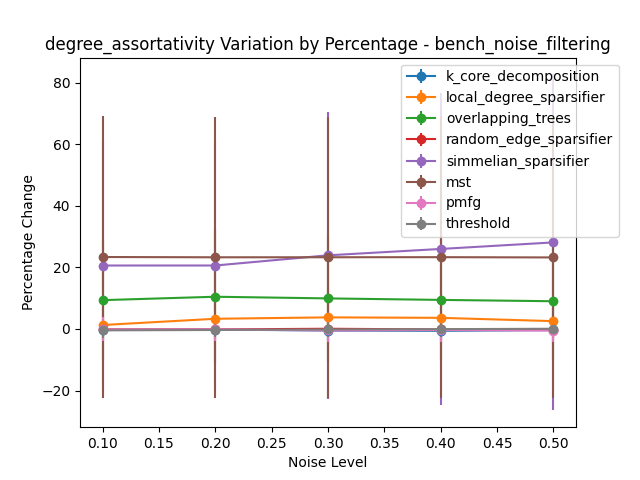 degree_assortativity Variation by Percentage - bench_noise_filtering
k_core_decomposition
local_degree_sparsifier
overlapping_trees
random_edge_sparsifier
simmelian_sparsifier
mst
pmfg
threshold
Percentage Change
80
60
40
20
0
−20
0.10
0.15
0.20
0.25
0.30
0.35
0.40
0.45
0.50
Noise Level